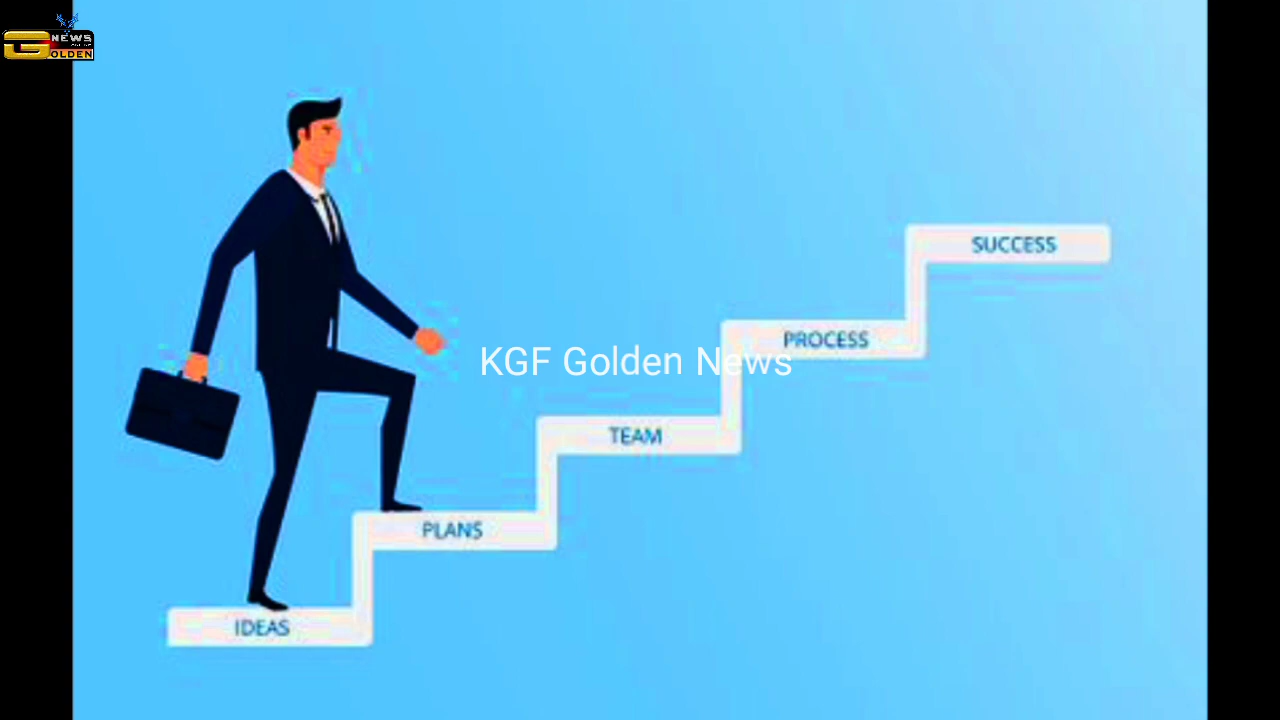 NEWS
GOLDEN
SUCCESS
PROCESS
KGF Golden News
TEAM
PLANS
IDEAS